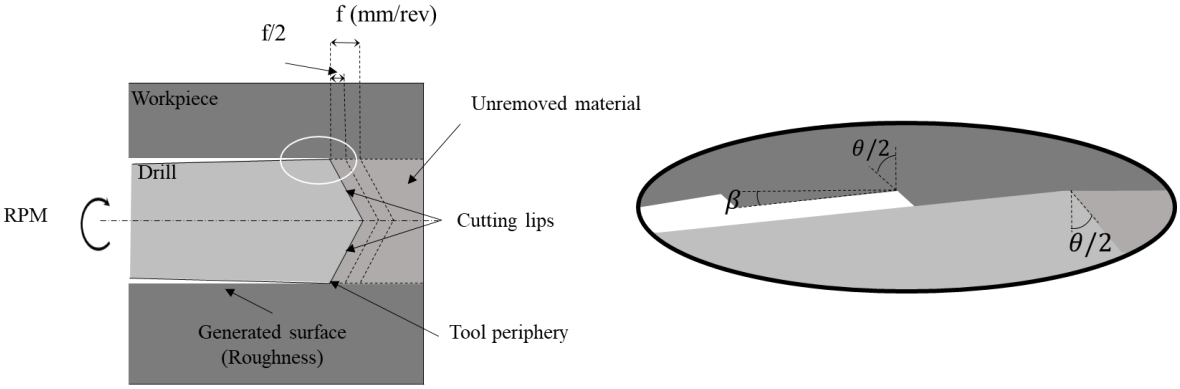 f (mm/rev)
f/2
Workpiece
Unremoved material
Drill
RPM
Cutting lips
Generated surface
(Roughness)
Tool periphery
θ/2
β
θ/2